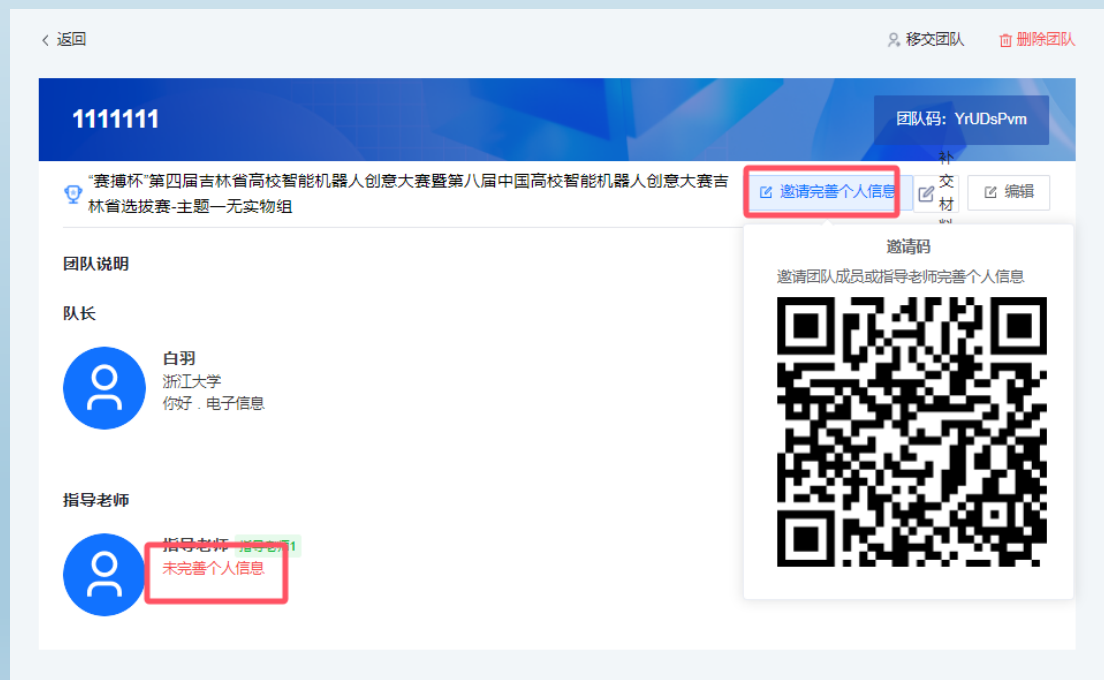 返回
移交团队
删除团队
1111111
团队码：YrUDsPvm
“赛搏杯”第四届吉林省高校智能机器人创意大赛暨第八届中国高校智能机器人创意大赛吉
林省选拔赛-主题一无实物组
邀请完善个人信息
补
交
材
料
编辑
团队说明
邀请码
邀请团队成员或指导老师完善个人信息
队长
白羽
浙江大学
你好 . 电子信息
指导老师
指导老师 指导老师1
未完善个人信息